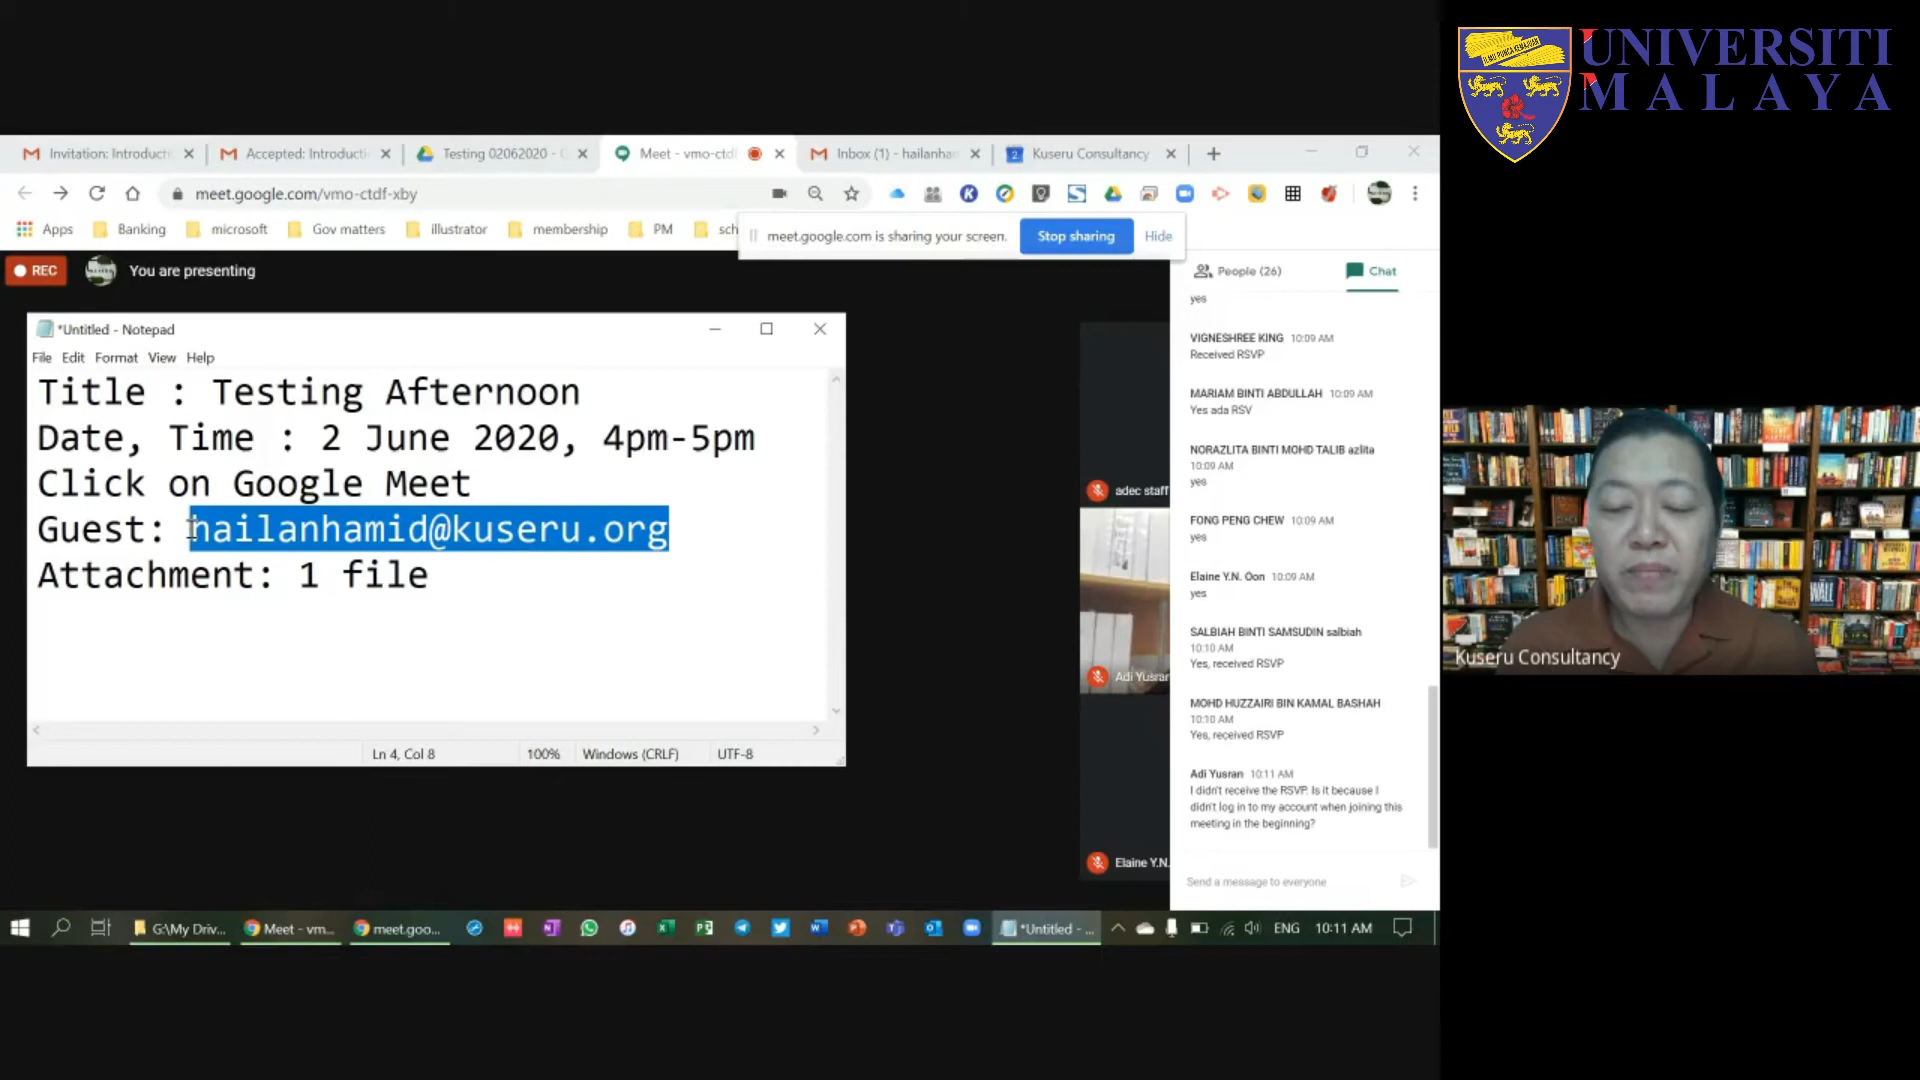 UNIVERSITI
MALAYA
ILMU PUNCA KEMAJUAN
Invitation: Introducti
Accepted: Introducti
Testing 02062020 -
Meet - vmo-ctdf
Inbox (1) - hailanham
2
Kuseru Consultancy
meet.google.com/vmo-ctdf-xby
Apps
Banking
microsoft
Gov matters
illustrator
membership
PM
sch
meet.google.com is sharing your screen.
Stop sharing
Hide
REC
You are presenting
People (26)
Chat
*Untitled - Notepad
File Edit Format View Help
Title : Testing Afternoon
Date, Time : 2 June 2020, 4pm-5pm
Click on Google Meet
Guest: hailanhamid@kuseru.org
Attachment: 1 file
Ln 4, Col 8
100%
Windows (CRLF)
UTF-8
adec staff
Adi Yusran
Elaine Y.N.
yes
VIGNESHREE KING 10:09 AM
Received RSVP
MARIAM BINTI ABDULLAH 10:09 AM
Yes ada RSV
NORAZLITA BINTI MOHD TALIB azlita
10:09 AM
yes
FONG PENG CHEW 10:09 AM
yes
Elaine Y.N. Oon 10:09 AM
yes
SALBIAH BINTI SAMSUDIN salbiah
10:10 AM
Yes, received RSVP
MOHD HUZZAIRI BIN KAMAL BASHAH
10:10 AM
Yes, received RSVP
Adi Yusran 10:11 AM
I didn't receive the RSVP. Is it because I
didn't log in to my account when joining this
meeting in the beginning?
Send a message to everyone
Kuseru Consultancy
G:\My Driv...
Meet - vm...
meet.goo...
*Untitled - ...
ENG
10:11 AM